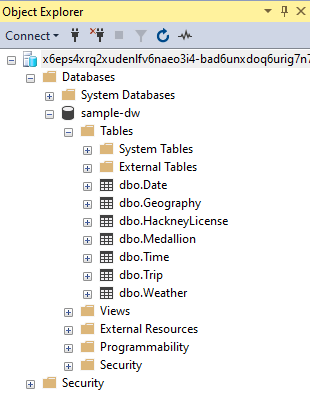 Object Explorer
Connect
x6eps4xrq2xudenlfv6naeo3i4-bad6unxdoq6urig7n7
Databases
System Databases
sample-dw
Tables
System Tables
External Tables
dbo.Date
dbo.Geography
dbo.HackneyLicense
dbo.Medallion
dbo.Time
dbo.Trip
dbo.Weather
Views
External Resources
Programmability
Security
Security